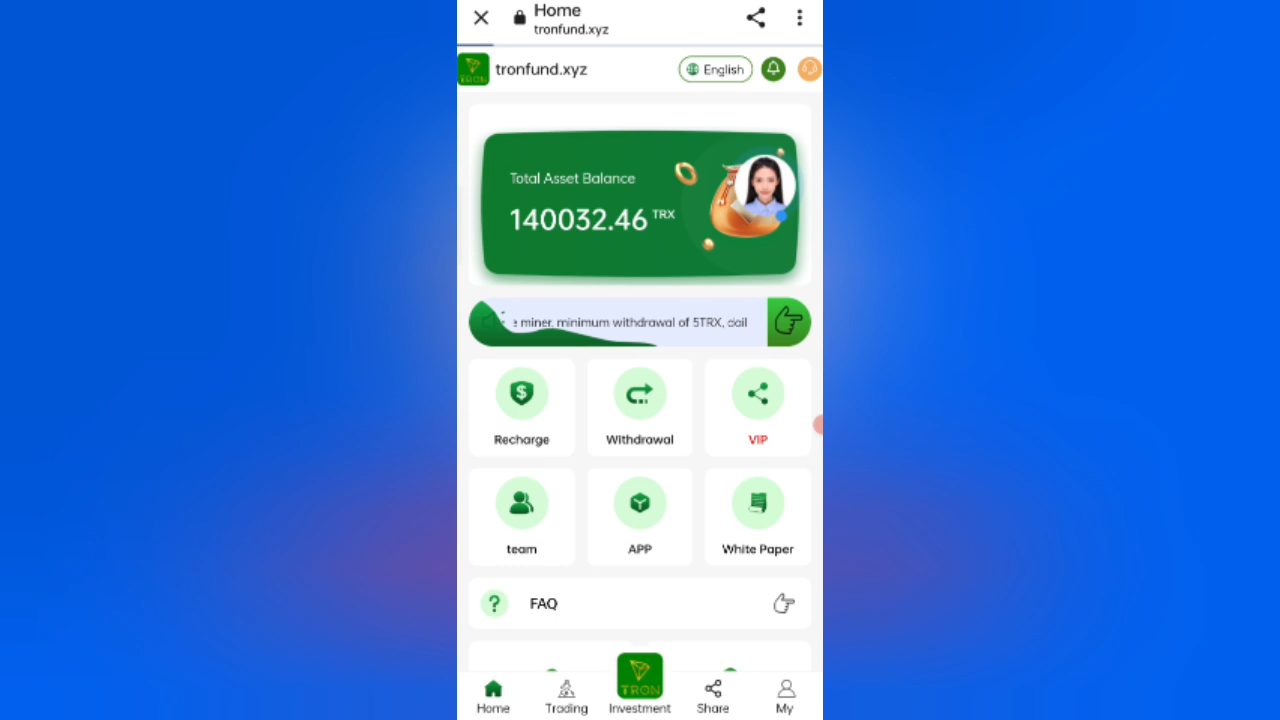 Home
tronfund.xyz
TRON
tronfund.xyz
English
Total Asset Balance
140032.46 TRX
miner, minimum withdrawal of 5TRX, dail
Recharge
Withdrawal
VIP
team
APP
White Paper
? FAQ
TRON
Home
Trading
Investment
Share
My